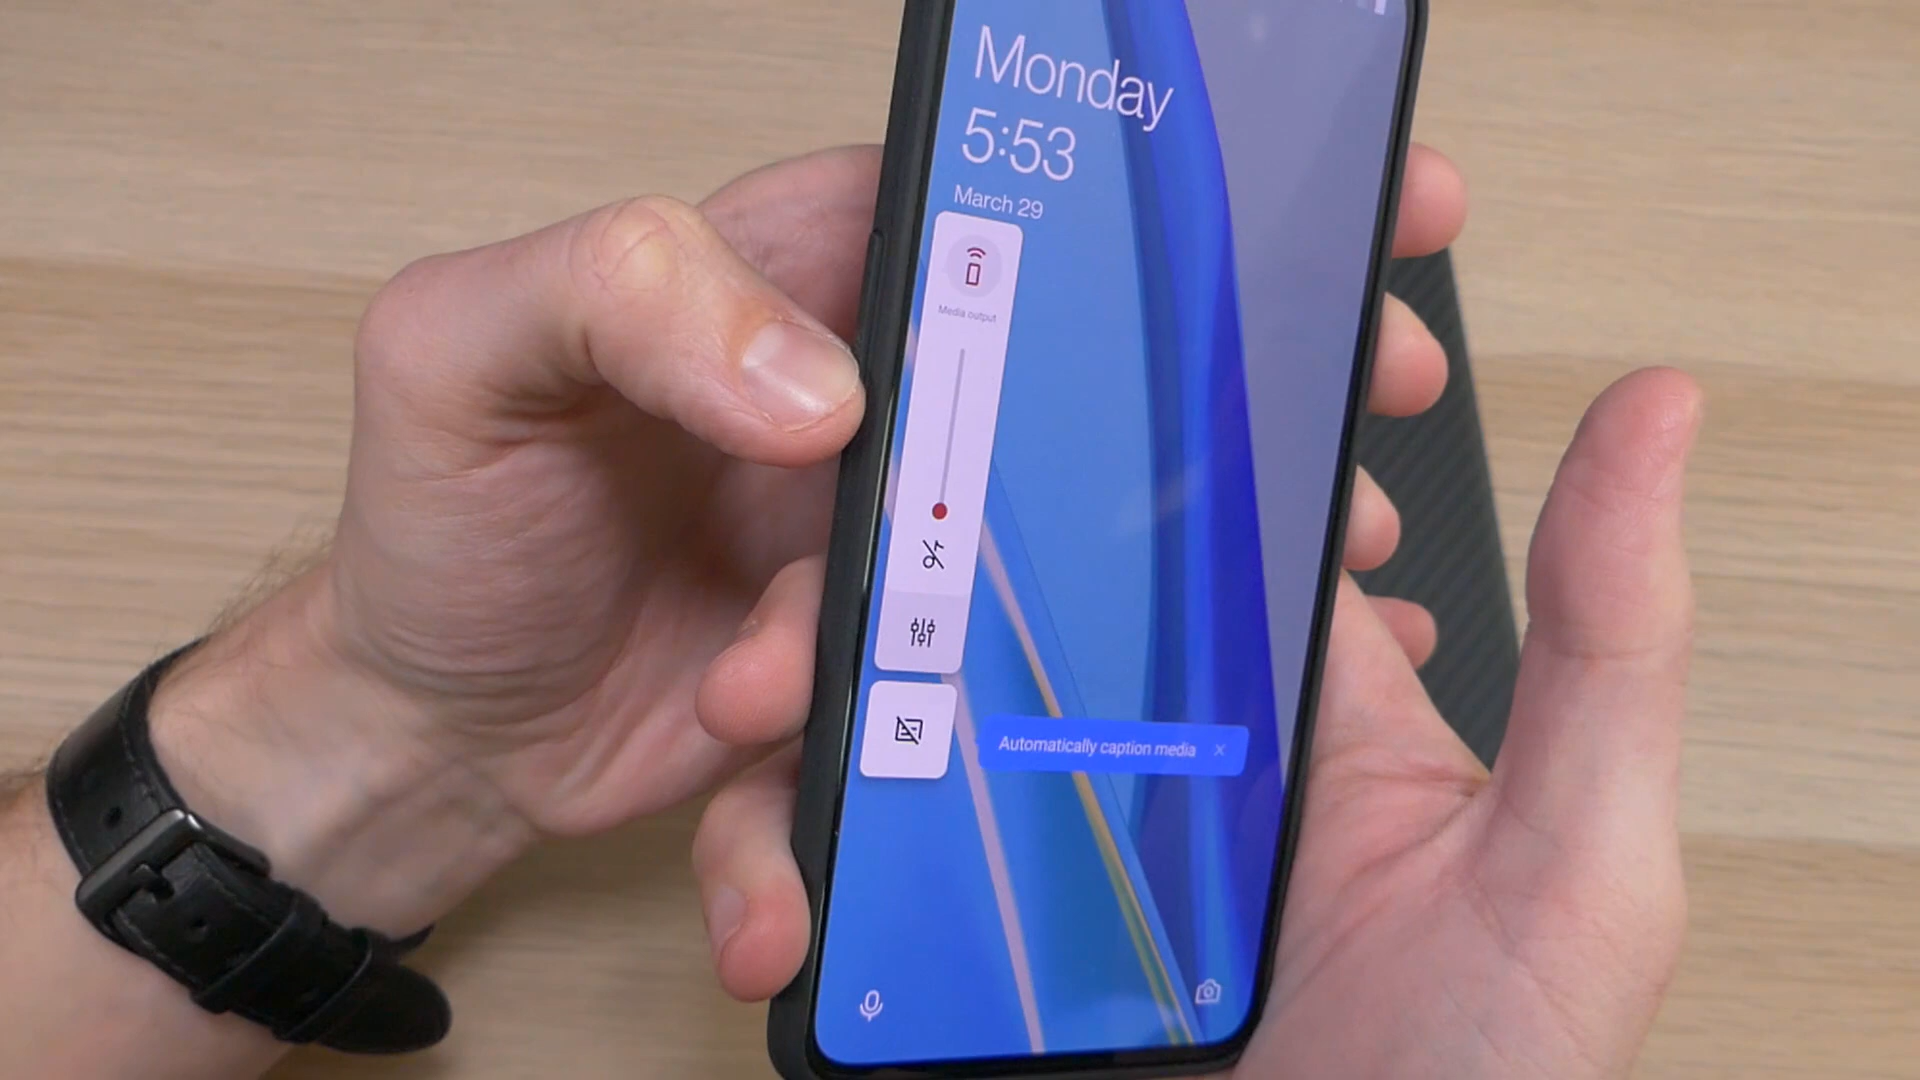 Monday
5:53
March 29
Media output
Automatically caption media